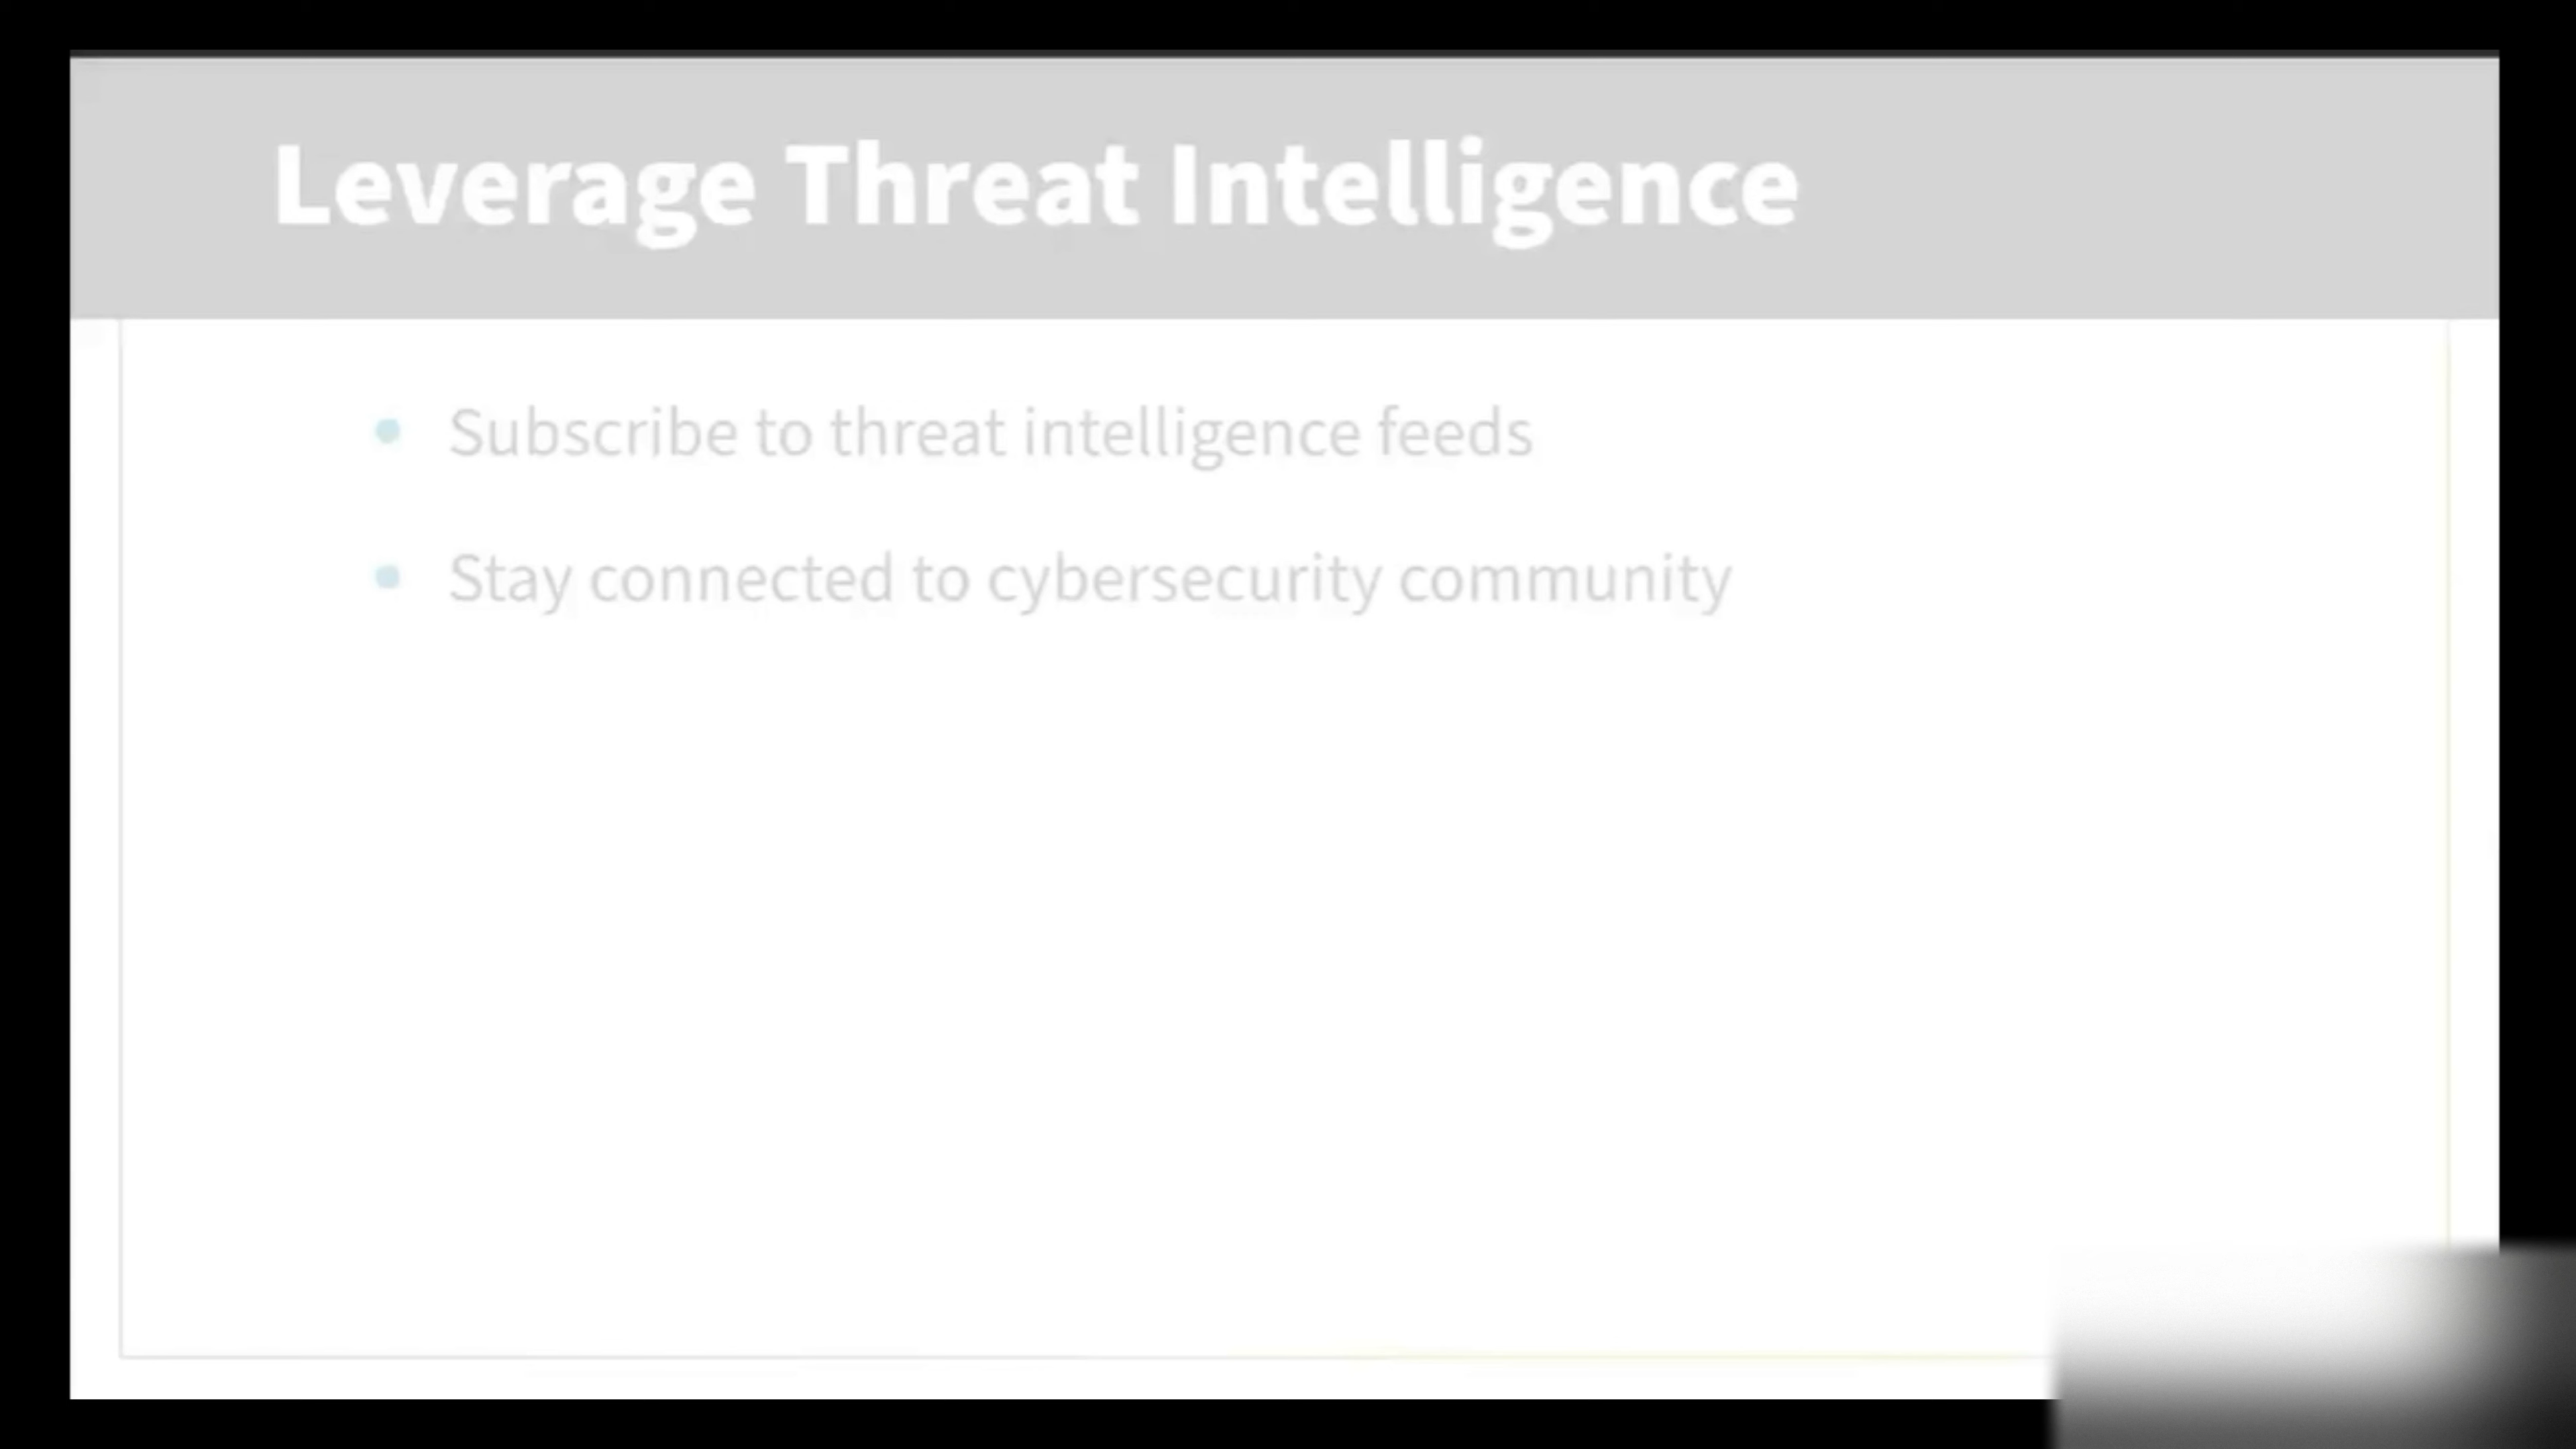 Leverage Threat Intelligence
Subscribe to threat intelligence feeds
Stay connected to cybersecurity community